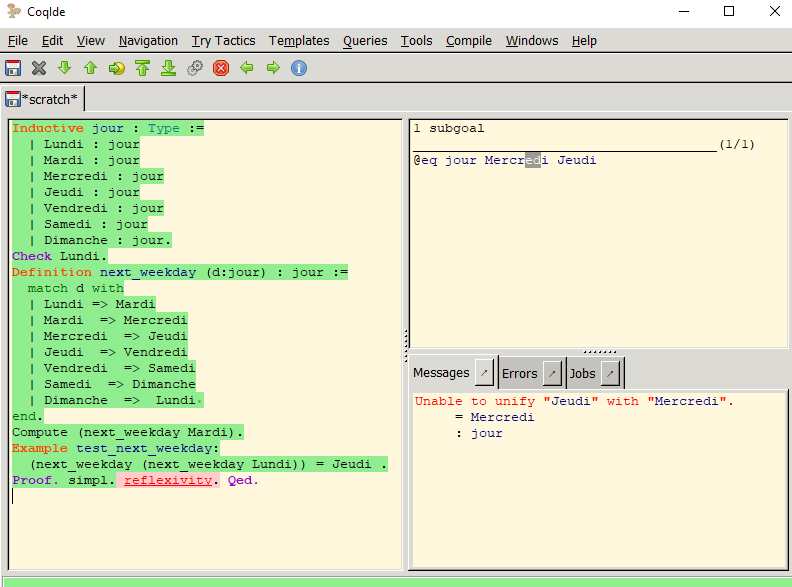 CoqIde
File Edit View Navigation Try Tactics Templates Queries Tools Compile Windows Help
*scratch*
Inductive jour : Type :=
  | Lundi : jour
  | Mardi : jour
  | Mercredi : jour
  | Jeudi : jour
  | Vendredi : jour
  | Samedi : jour
  | Dimanche : jour.
Check Lundi.
Definition next_weekday (d:jour) : jour :=
  match d with
  | Lundi => Mardi
  | Mardi  => Mercredi
  | Mercredi  => Jeudi
  | Jeudi  => Vendredi
  | Vendredi  => Samedi
  | Samedi  => Dimanche
  | Dimanche  =>  Lundi
end.
Compute (next_weekday Mardi).
Example test_next_weekday:
  (next_weekday (next_weekday Lundi)) = Jeudi .
Proof. simpl. reflexivity. Qed.
1 subgoal
(1/1)
@eq jour Mercredi Jeudi
Messages Errors Jobs
Unable to unify "Jeudi" with "Mercredi".
= Mercredi
: jour